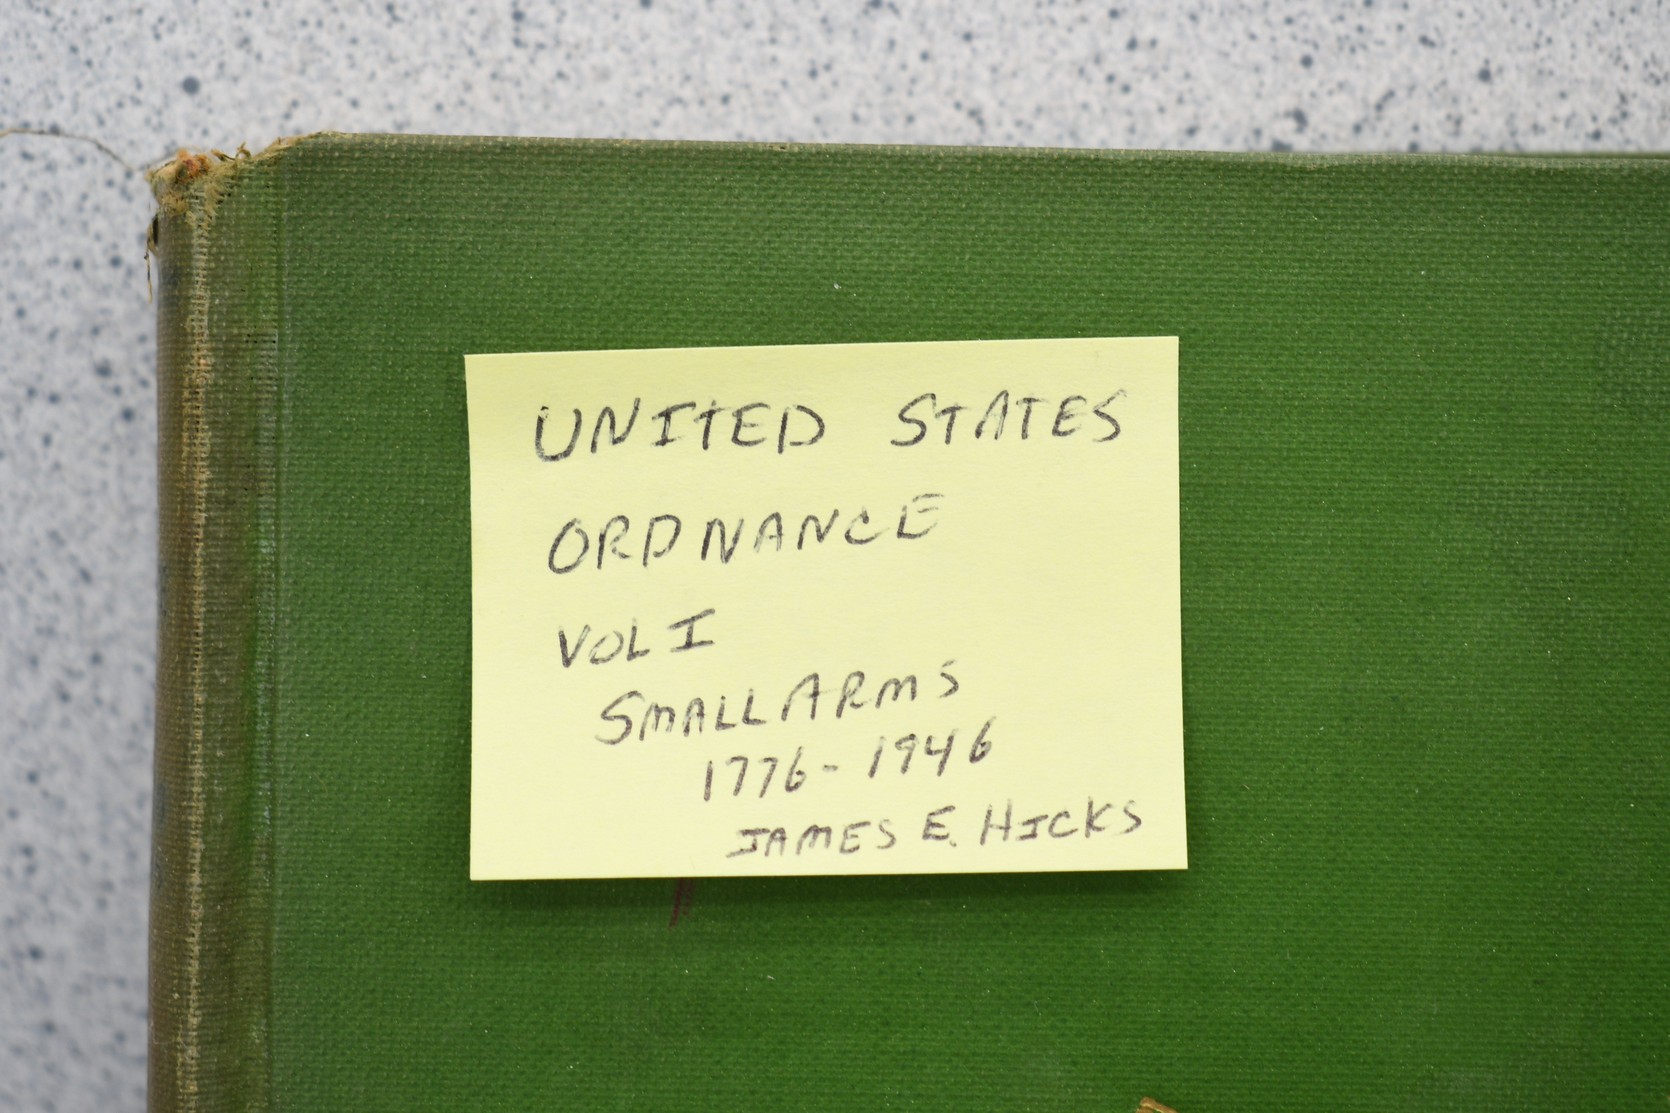 UNITED STATES
ORDNANCE
VOL I
SMALL ARMS
1776-1946
JAMES E. HICKS